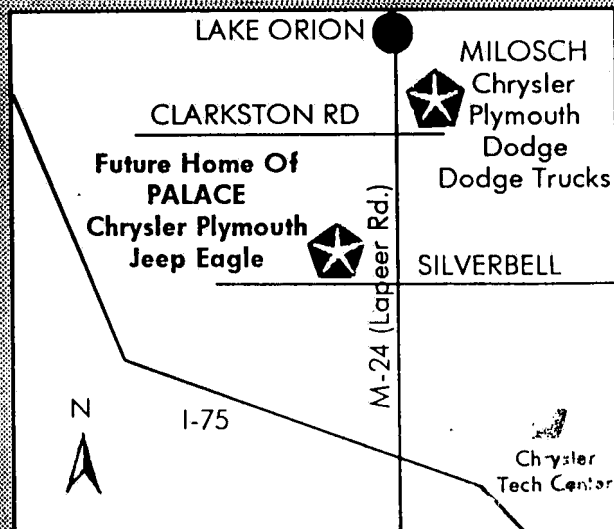 LAKE ORION
MILOSCH
Chrysler
Plymouth
Dodge
Dodge Trucks
CLARKSTON RD
Future Home Of
PALACE
Chrysler Plymouth
Jeep Eagle
M-24 (Lapeer Rd.)
SILVERBELL
N
I-75
Chrysler
Tech Center